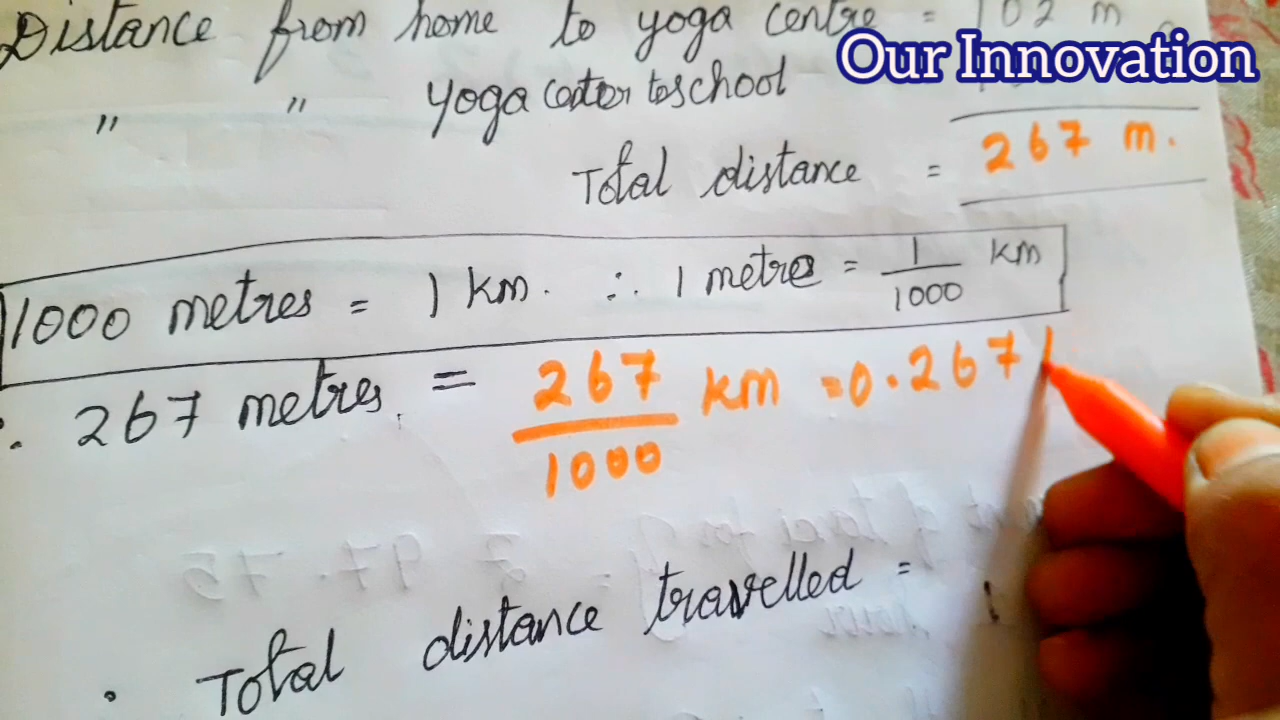 Distance from home to yoga centre = 102 m
Our Innovation
" " yoga center to school
Total distance = 267 m.
1000 metres = 1 km. ∴ 1 metre = 1/1000 km
∴ 267 metres. = 267/1000 km = 0.267
Total distance travelled =